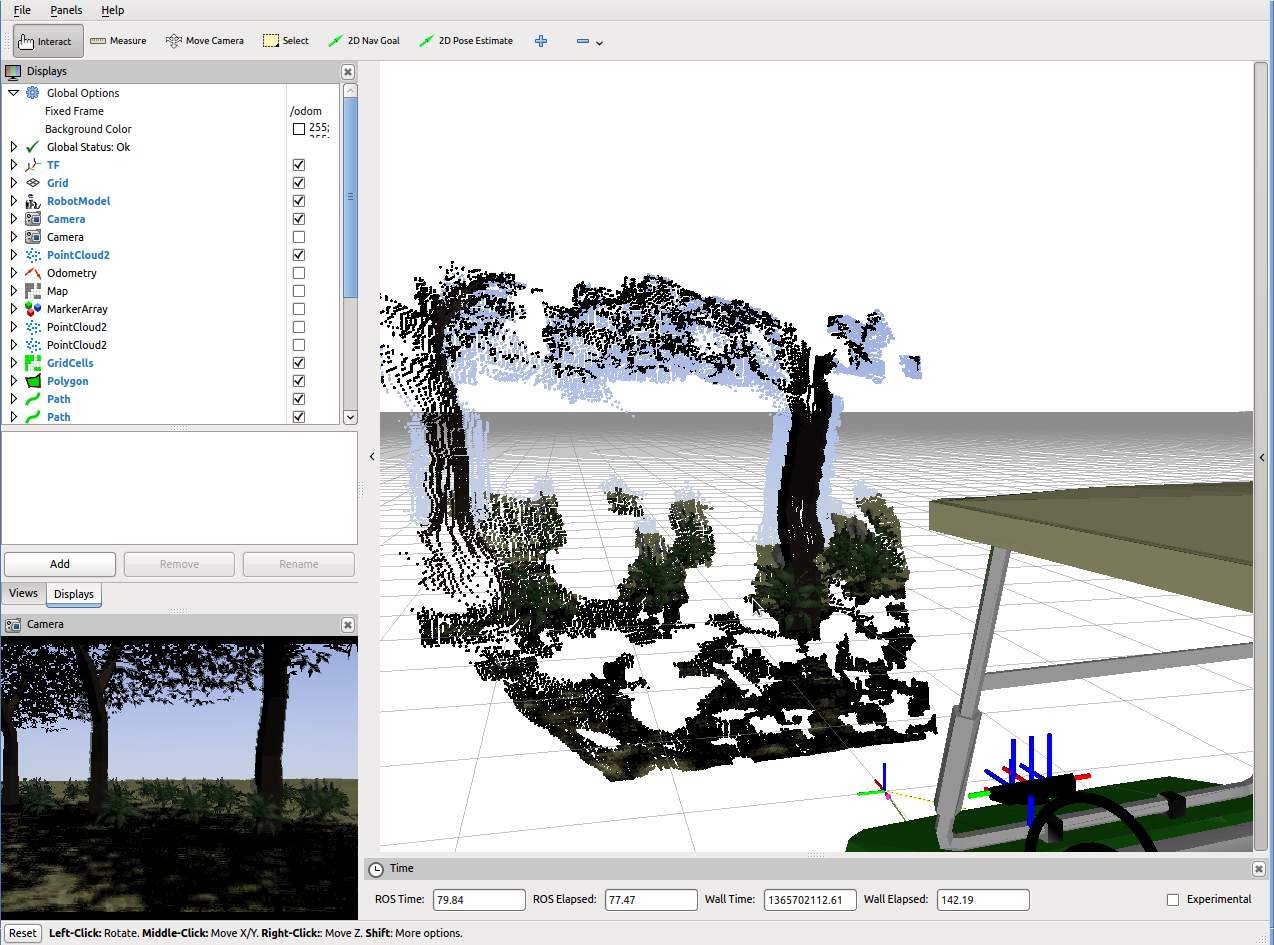 File Panels Help
Interact Measure Move Camera Select 2D Nav Goal 2D Pose Estimate
Displays
Global Options
Fixed Frame /odom
Background Color 255;
Global Status: Ok
TF
Grid
RobotModel
Camera
Camera
PointCloud2
Odometry
Map
MarkerArray
PointCloud2
PointCloud2
GridCells
Polygon
Path
Path
Add Remove Rename
Views Displays
Camera
Time
ROS Time: 79.84 ROS Elapsed: 77.47 Wall Time: 1365702112.61 Wall Elapsed: 142.19 Experimental
Reset Left-Click: Rotate. Middle-Click: Move X/Y. Right-Click:: Move Z. Shift: More options.